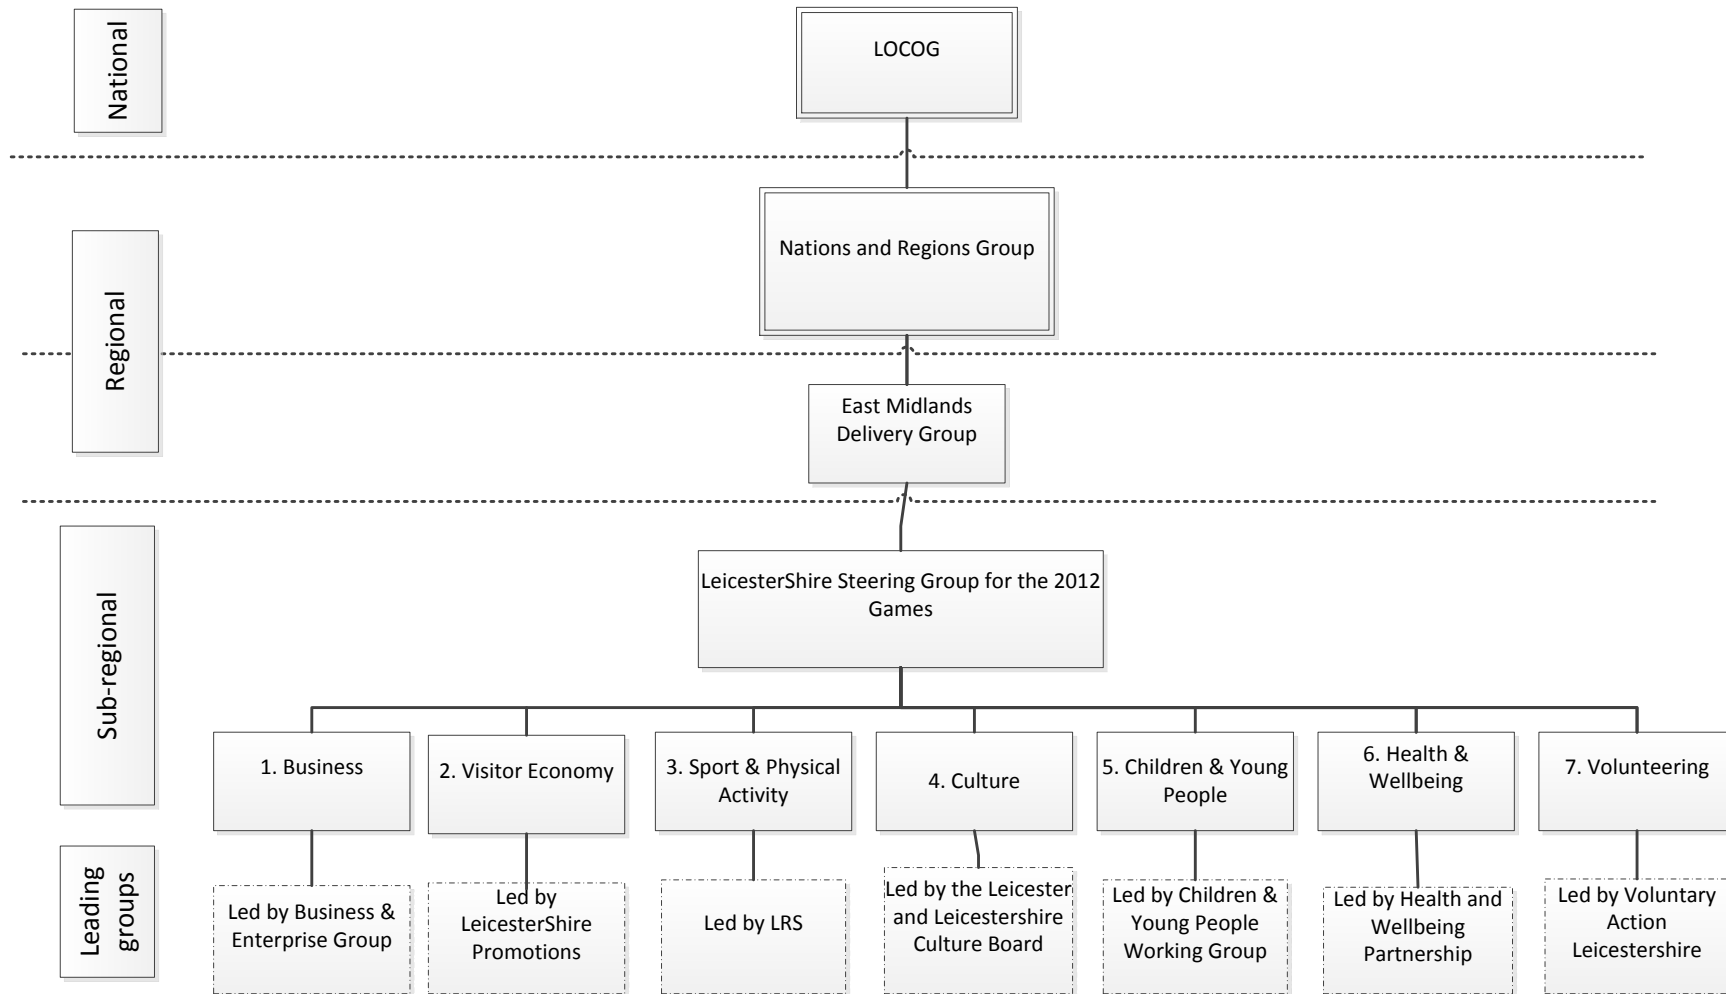 National
LOCOG
Nations and Regions Group
Regional
East Midlands
Delivery Group
Sub-regional
LeicesterShire Steering Group for the 2012
Games
1. Business
2. Visitor Economy
3. Sport & Physical
Activity
4. Culture
5. Children & Young
People
6. Health &
Wellbeing
7. Volunteering
Leading
groups
Led by Business &
Enterprise Group
Led by
LeicesterShire
Promotions
Led by LRS
Led by the Leicester
and Leicestershire
Culture Board
Led by Children &
Young People
Working Group
Led by Health and
Wellbeing
Partnership
Led by Voluntary
Action
Leicestershire